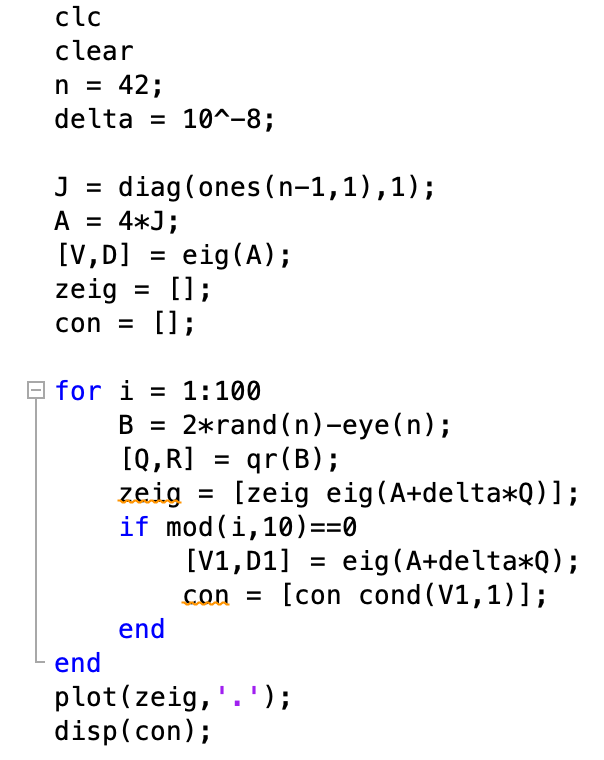 clc
clear
n = 42;
delta = 10^-8;
J = diag(ones(n-1,1),1);
A = 4*J;
[V,D] = eig(A);
zeig = [];
con = [];
for i = 1:100
B = 2*rand(n)-eye(n);
[Q,R] = qr(B);
zeig = [zeig eig(A+delta*Q)];
if mod(i,10)==0
[V1,D1] = eig(A+delta*Q);
con = [con cond(V1,1)];
end
end
plot(zeig,'.');
disp(con);